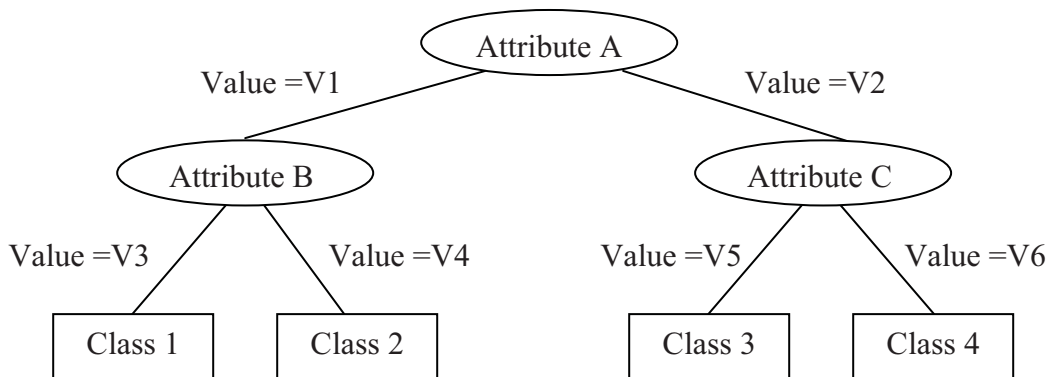 Attribute A
Value =V1
Value =V2
Attribute B
Attribute C
Value =V3
Value =V4
Value =V5
Value =V6
Class 1
Class 2
Class 3
Class 4